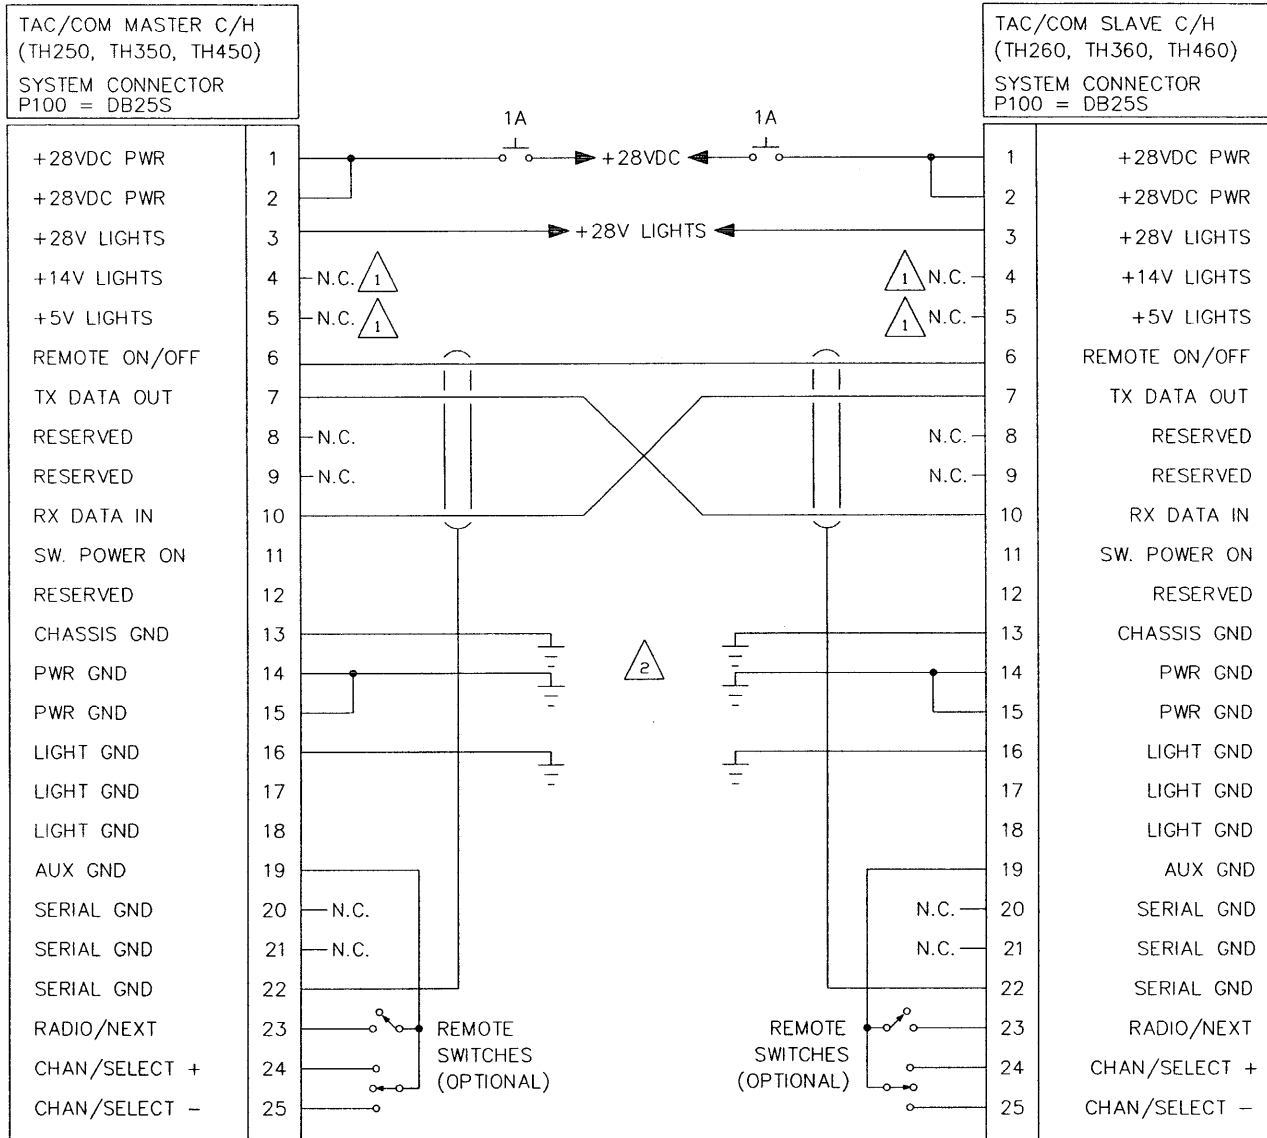 TAC/COM MASTER C/H
(TH250, TH350, TH450)
SYSTEM CONNECTOR
P100 = DB25S
TAC/COM SLAVE C/H
(TH260, TH360, TH460)
SYSTEM CONNECTOR
P100 = DB25S
1A 1A
+28VDC PWR 1 +28VDC 1 +28VDC PWR
+28VDC PWR 2 2 +28VDC PWR
+28V LIGHTS 3 +28V LIGHTS 3 +28V LIGHTS
+14V LIGHTS 4 N.C. 1 1 N.C. 4 +14V LIGHTS
+5V LIGHTS 5 N.C. 1 1 N.C. 5 +5V LIGHTS
REMOTE ON/OFF 6 6 REMOTE ON/OFF
TX DATA OUT 7 7 TX DATA OUT
RESERVED 8 N.C. N.C. 8 RESERVED
RESERVED 9 N.C. N.C. 9 RESERVED
RX DATA IN 10 10 RX DATA IN
SW. POWER ON 11 11 SW. POWER ON
RESERVED 12 12 RESERVED
CHASSIS GND 13 13 CHASSIS GND
PWR GND 14 2 14 PWR GND
PWR GND 15 15 PWR GND
LIGHT GND 16 16 LIGHT GND
LIGHT GND 17 17 LIGHT GND
LIGHT GND 18 18 LIGHT GND
AUX GND 19 19 AUX GND
SERIAL GND 20 N.C. N.C. 20 SERIAL GND
SERIAL GND 21 N.C. N.C. 21 SERIAL GND
SERIAL GND 22 22 SERIAL GND
RADIO/NEXT 23 REMOTE REMOTE 23 RADIO/NEXT
SWITCHES SWITCHES
CHAN/SELECT + 24 (OPTIONAL) (OPTIONAL) 24 CHAN/SELECT +
CHAN/SELECT - 25 25 CHAN/SELECT -